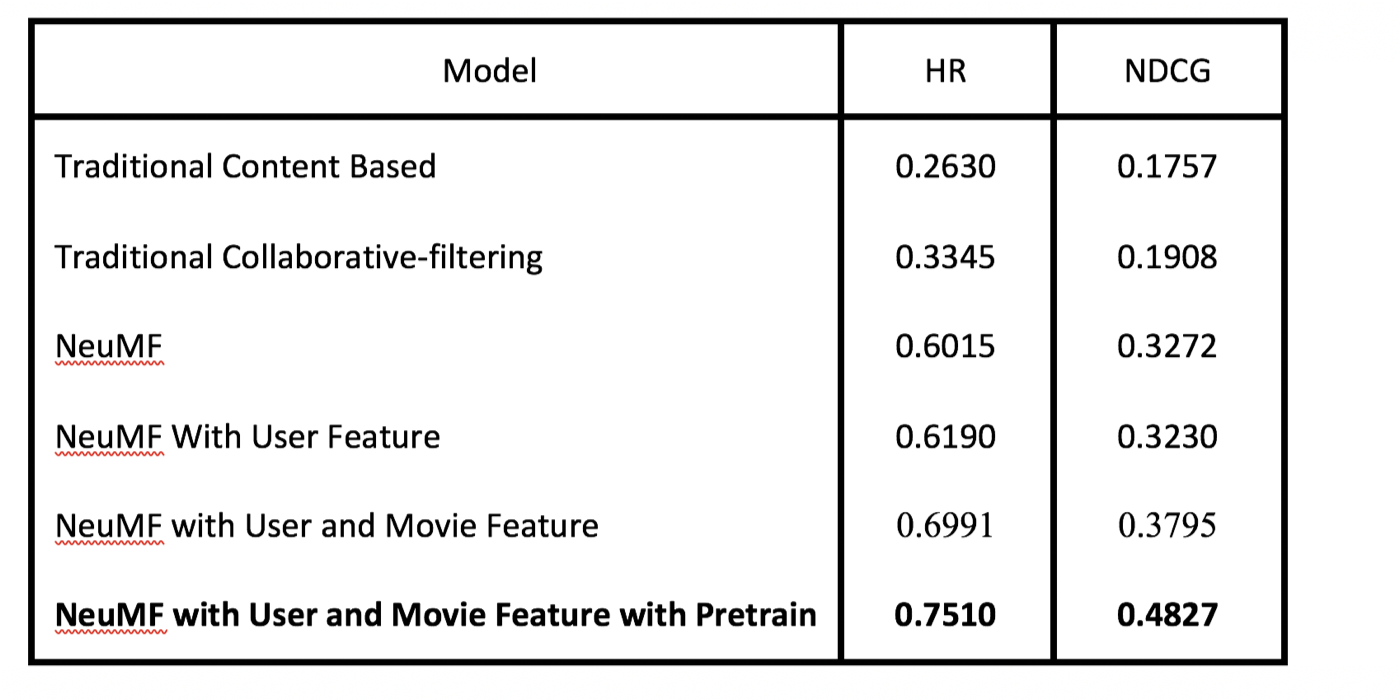 Model HR NDCG
Traditional Content Based 0.2630 0.1757
Traditional Collaborative-filtering 0.3345 0.1908
NeuMF 0.6015 0.3272
NeuMF With User Feature 0.6190 0.3230
NeuMF with User and Movie Feature 0.6991 0.3795
NeuMF with User and Movie Feature with Pretrain 0.7510 0.4827